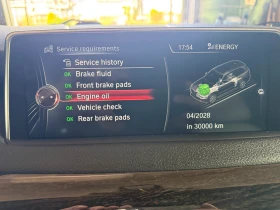 Service requirements
17:54
ENERGY
Service history
OK Brake fluid
OK Front brake pads
OK Engine oil
OK Vehicle check
OK Rear brake pads
04/2028
in 30000 km